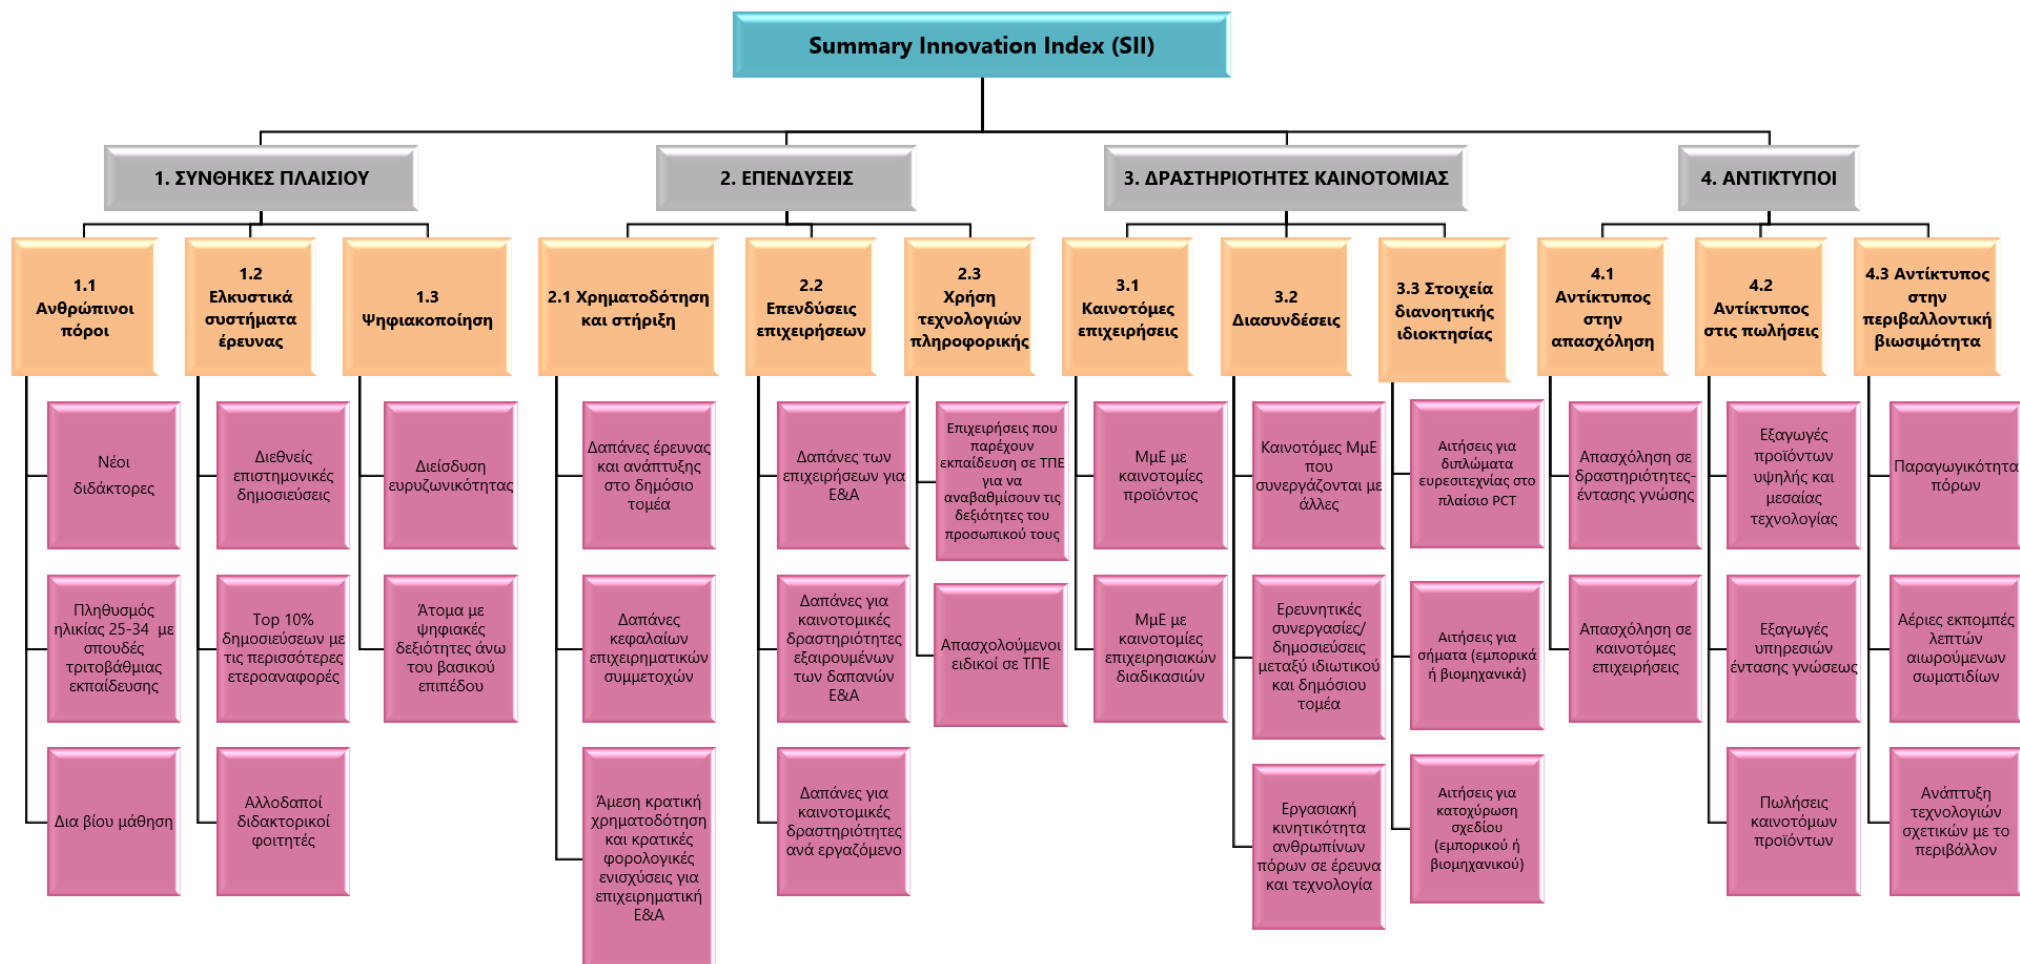 Summary Innovation Index (SII)
1. ΣΥΝΘΗΚΕΣ ΠΛΑΙΣΙΟΥ
2. ΕΠΕΝΔΥΣΕΙΣ
3. ΔΡΑΣΤΗΡΙΟΤΗΤΕΣ ΚΑΙΝΟΤΟΜΙΑΣ
4. ΑΝΤΙΚΤΥΠΟΙ
1.1
Ανθρώπινοι
πόροι
1.2
Ελκυστικά
συστήματα
έρευνας
1.3
Ψηφιακοποίηση
2.1 Χρηματοδότηση
και στήριξη
2.2
Επενδύσεις
επιχειρήσεων
2.3
Χρήση
τεχνολογιών
πληροφορικής
3.1
Καινοτόμες
επιχειρήσεις
3.2
Διασυνδέσεις
3.3 Στοιχεία
διανοητικής
ιδιοκτησίας
4.1
Αντίκτυπος
στην
απασχόληση
4.2
Αντίκτυπος
στις πωλήσεις
4.3 Αντίκτυπος
στην
περιβαλλοντική
βιωσιμότητα
Νέοι
διδάκτορες
Διεθνείς
επιστημονικές
δημοσιεύσεις
Διείσδυση
ευρυζωνικότητας
Δαπάνες έρευνας
και ανάπτυξης
στο δημόσιο
τομέα
Δαπάνες των
επιχειρήσεων για
Ε&Α
Επιχειρήσεις που
παρέχουν
εκπαίδευση σε ΤΠΕ
για να
αναβαθμίσουν τις
δεξιότητες του
προσωπικού τους
ΜμΕ με
καινοτομίες
προϊόντος
Καινοτόμες ΜμΕ
που
συνεργάζονται με
άλλες
Αιτήσεις για
διπλώματα
ευρεσιτεχνίας στο
πλαίσιο PCT
Απασχόληση σε
δραστηριότητες-
έντασης γνώσης
Εξαγωγές
προϊόντων
υψηλής και
μεσαίας
τεχνολογίας
Παραγωγικότητα
πόρων
Πληθυσμός
ηλικίας 25-34 με
σπουδές
τριτοβάθμιας
εκπαίδευσης
Top 10%
δημοσιεύσεων με
τις περισσότερες
ετεροαναφορές
Άτομα με
ψηφιακές
δεξιότητες άνω
του βασικού
επιπέδου
Δαπάνες
κεφαλαίων
επιχειρηματικών
συμμετοχών
Δαπάνες για
καινοτομικές
δραστηριότητες
εξαιρουμένων
των δαπανών
Ε&Α
Απασχολούμενοι
ειδικοί σε ΤΠΕ
ΜμΕ με
καινοτομίες
επιχειρησιακών
διαδικασιών
Ερευνητικές
συνεργασίες/
δημοσιεύσεις
μεταξύ ιδιωτικού
και δημόσιου
τομέα
Αιτήσεις για
σήματα (εμπορικά
ή βιομηχανικά)
Απασχόληση σε
καινοτόμες
επιχειρήσεις
Εξαγωγές
υπηρεσιών
έντασης γνώσεως
Αέριες εκπομπές
λεπτών
αιωρούμενων
σωματιδίων
Δια βίου μάθηση
Αλλοδαποί
διδακτορικοί
φοιτητές
Άμεση κρατική
χρηματοδότηση
και κρατικές
φορολογικές
ενισχύσεις για
επιχειρηματική
Ε&Α
Δαπάνες για
καινοτομικές
δραστηριότητες
ανά εργαζόμενο
Εργασιακή
κινητικότητα
ανθρωπίνων
πόρων σε έρευνα
και τεχνολογία
Αιτήσεις για
κατοχύρωση
σχεδίου
(εμπορικού ή
βιομηχανικού)
Πωλήσεις
καινοτόμων
προϊόντων
Ανάπτυξη
τεχνολογιών
σχετικών με το
περιβάλλον